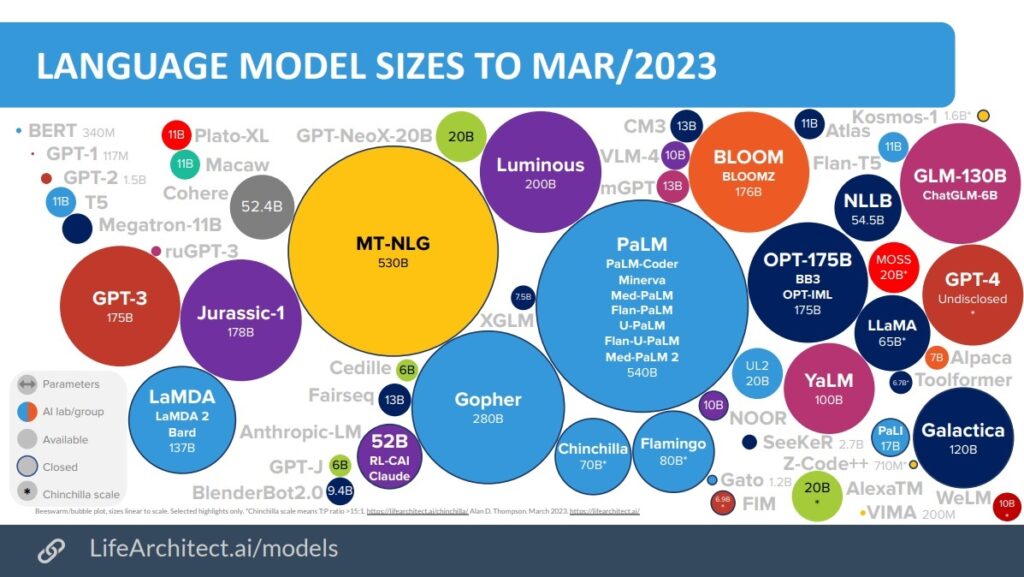 LANGUAGE MODEL SIZES TO MAR/2023
BERT 340M
GPT-1 117M
GPT-2 1.5B
11B T5
Megatron-11B
11B Plato-XL
11B Macaw
Cohere
52.4B
ruGPT-3
GPT-3
175B
Jurassic-1
178B
GPT-NeoX-20B
20B
MT-NLG
530B
Luminous
200B
CM3 13B
VLM-4 10B
mGPT 13B
BLOOM
BLOOMZ
176B
11B
Atlas
Kosmos-1 1.6B*
11B
Flan-T5
GLM-130B
ChatGLM-6B
NLLB
54.5B
PaLM
PaLM-Coder
Minerva
Med-PaLM
Flan-PaLM
U-PaLM
Flan-U-PaLM
Med-PaLM 2
540B
OPT-175B
BB3
OPT-IML
175B
MOSS
20B*
GPT-4
Undisclosed
*
7.5B
XGLM
LLaMA
65B*
7B Alpaca
6.7B* Toolformer
LaMDA
LaMDA 2
Bard
137B
Cedille 6B
Fairseq 13B
Anthropic-LM
52B
RL-CAI
Claude
GPT-J 6B
BlenderBot2.0 9.4B
Gopher
280B
Chinchilla
70B*
Flamingo
80B*
10B
NOOR
UL2
20B
YaLM
100B
SeeKeR 2.7B
PaLI
17B
Galactica
120B
Z-Code++ 710M*
Gato 1.2B
6.9B
*
FIM
20B
*
AlexaTM
VIMA 200M
WeLM
10B
*
Parameters
AI lab/group
Available
Closed
* Chinchilla scale
Beeswarm/bubble plot, sizes linear to scale. Selected highlights only. *Chinchilla scale means T:P ratio >15:1. https://lifearchitect.ai/chinchilla/ Alan D. Thompson. March 2023. https://lifearchitect.ai/
LifeArchitect.ai/models